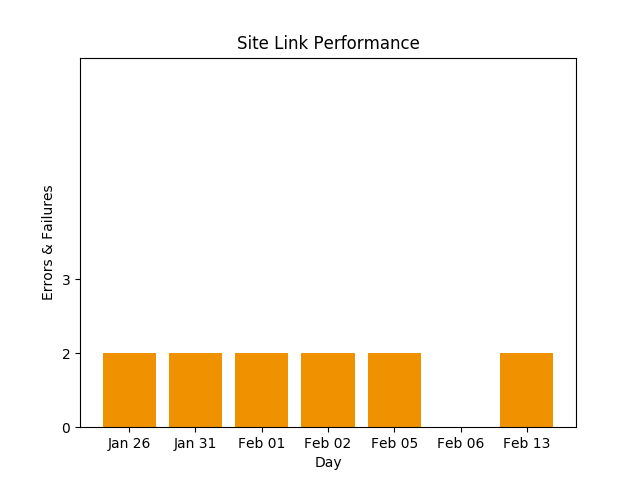 Site Link Performance
Errors & Failures
3
2
0
Jan 26 Jan 31 Feb 01 Feb 02 Feb 05 Feb 06 Feb 13
Day